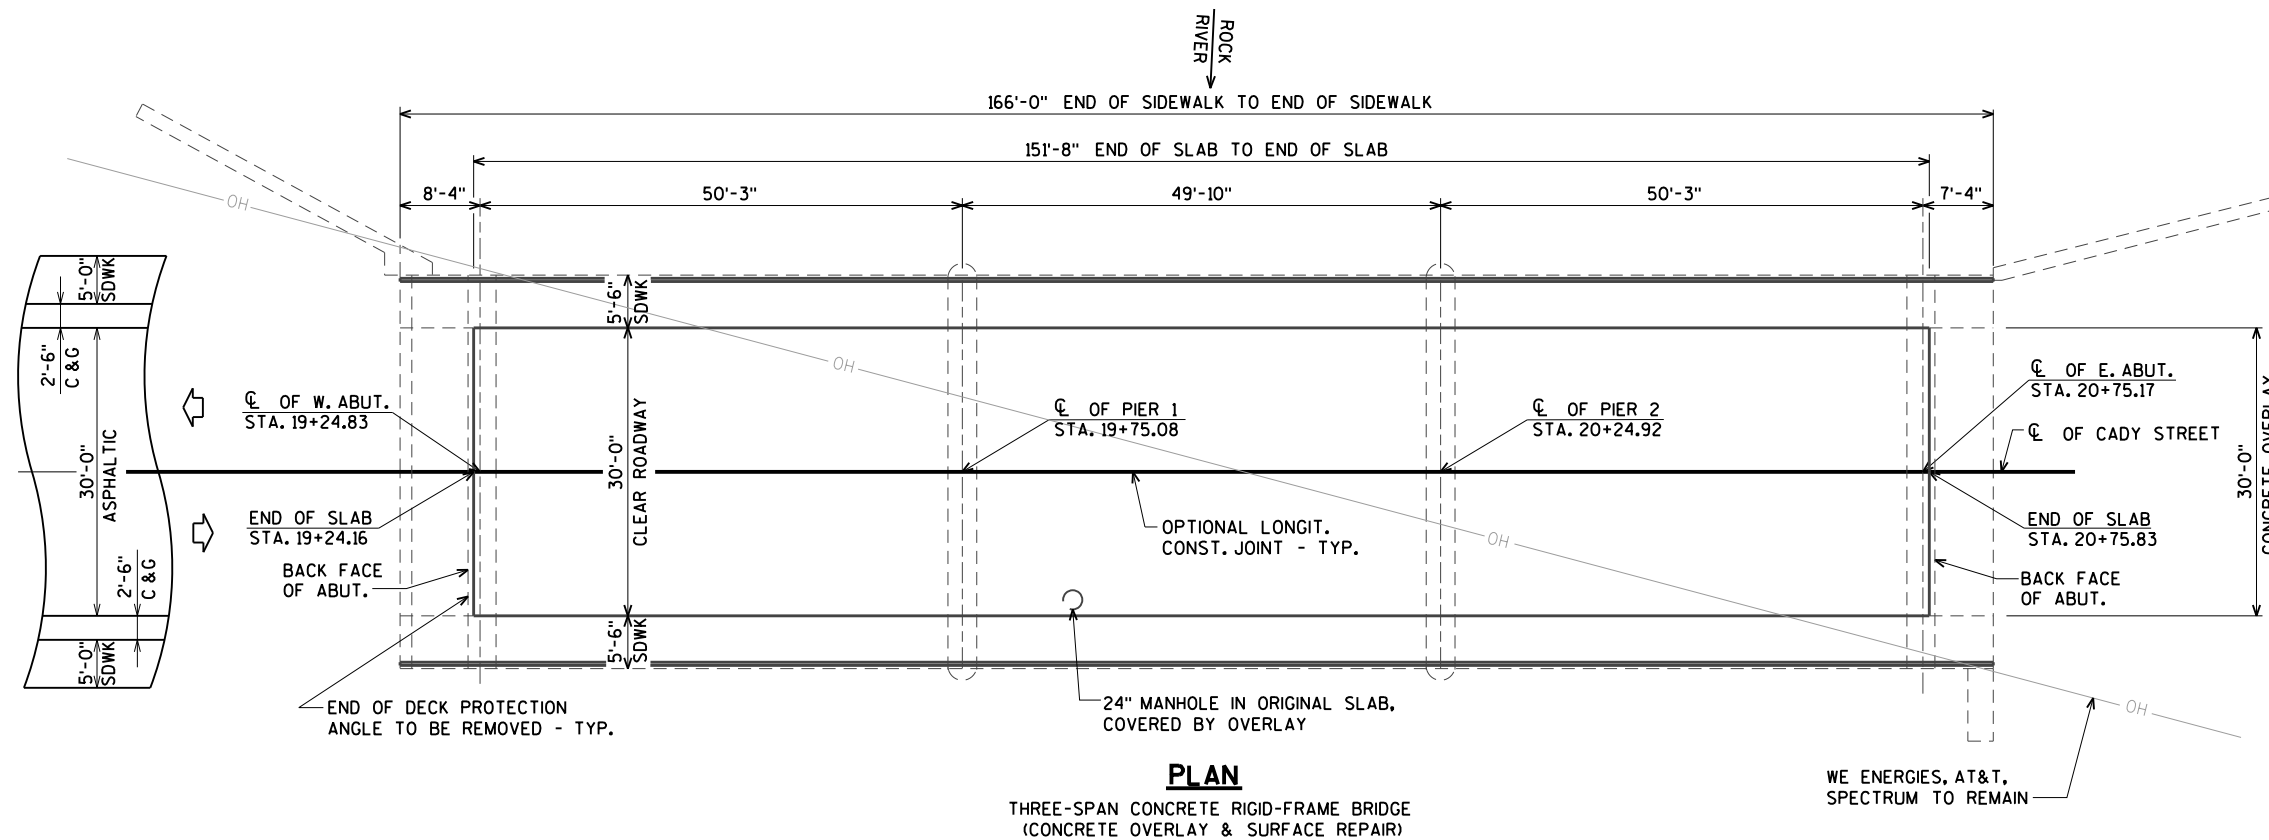 ROCK
RIVER
166'-0" END OF SIDEWALK TO END OF SIDEWALK
151'-8" END OF SLAB TO END OF SLAB
8'-4"
50'-3"
49'-10"
50'-3"
7'-4"
OH
5'-0"
SDWK
5'-6"
SDWK
2'-6"
C & G
OH
℄ OF W. ABUT.
STA. 19+24.83
℄ OF PIER 1
STA. 19+75.08
℄ OF PIER 2
STA. 20+24.92
℄ OF E. ABUT.
STA. 20+75.17
℄ OF CADY STREET
30'-0"
ASPHALTIC
30'-0"
CLEAR ROADWAY
30'-0"
CONCRETE OVERLAY
END OF SLAB
STA. 19+24.16
OPTIONAL LONGIT.
CONST. JOINT - TYP.
OH
END OF SLAB
STA. 20+75.83
BACK FACE
OF ABUT.
2'-6"
C & G
BACK FACE
OF ABUT.
5'-0"
SDWK
5'-6"
SDWK
END OF DECK PROTECTION
ANGLE TO BE REMOVED - TYP.
24" MANHOLE IN ORIGINAL SLAB,
COVERED BY OVERLAY
OH
PLAN
THREE-SPAN CONCRETE RIGID-FRAME BRIDGE
(CONCRETE OVERLAY & SURFACE REPAIR)
WE ENERGIES, AT&T,
SPECTRUM TO REMAIN